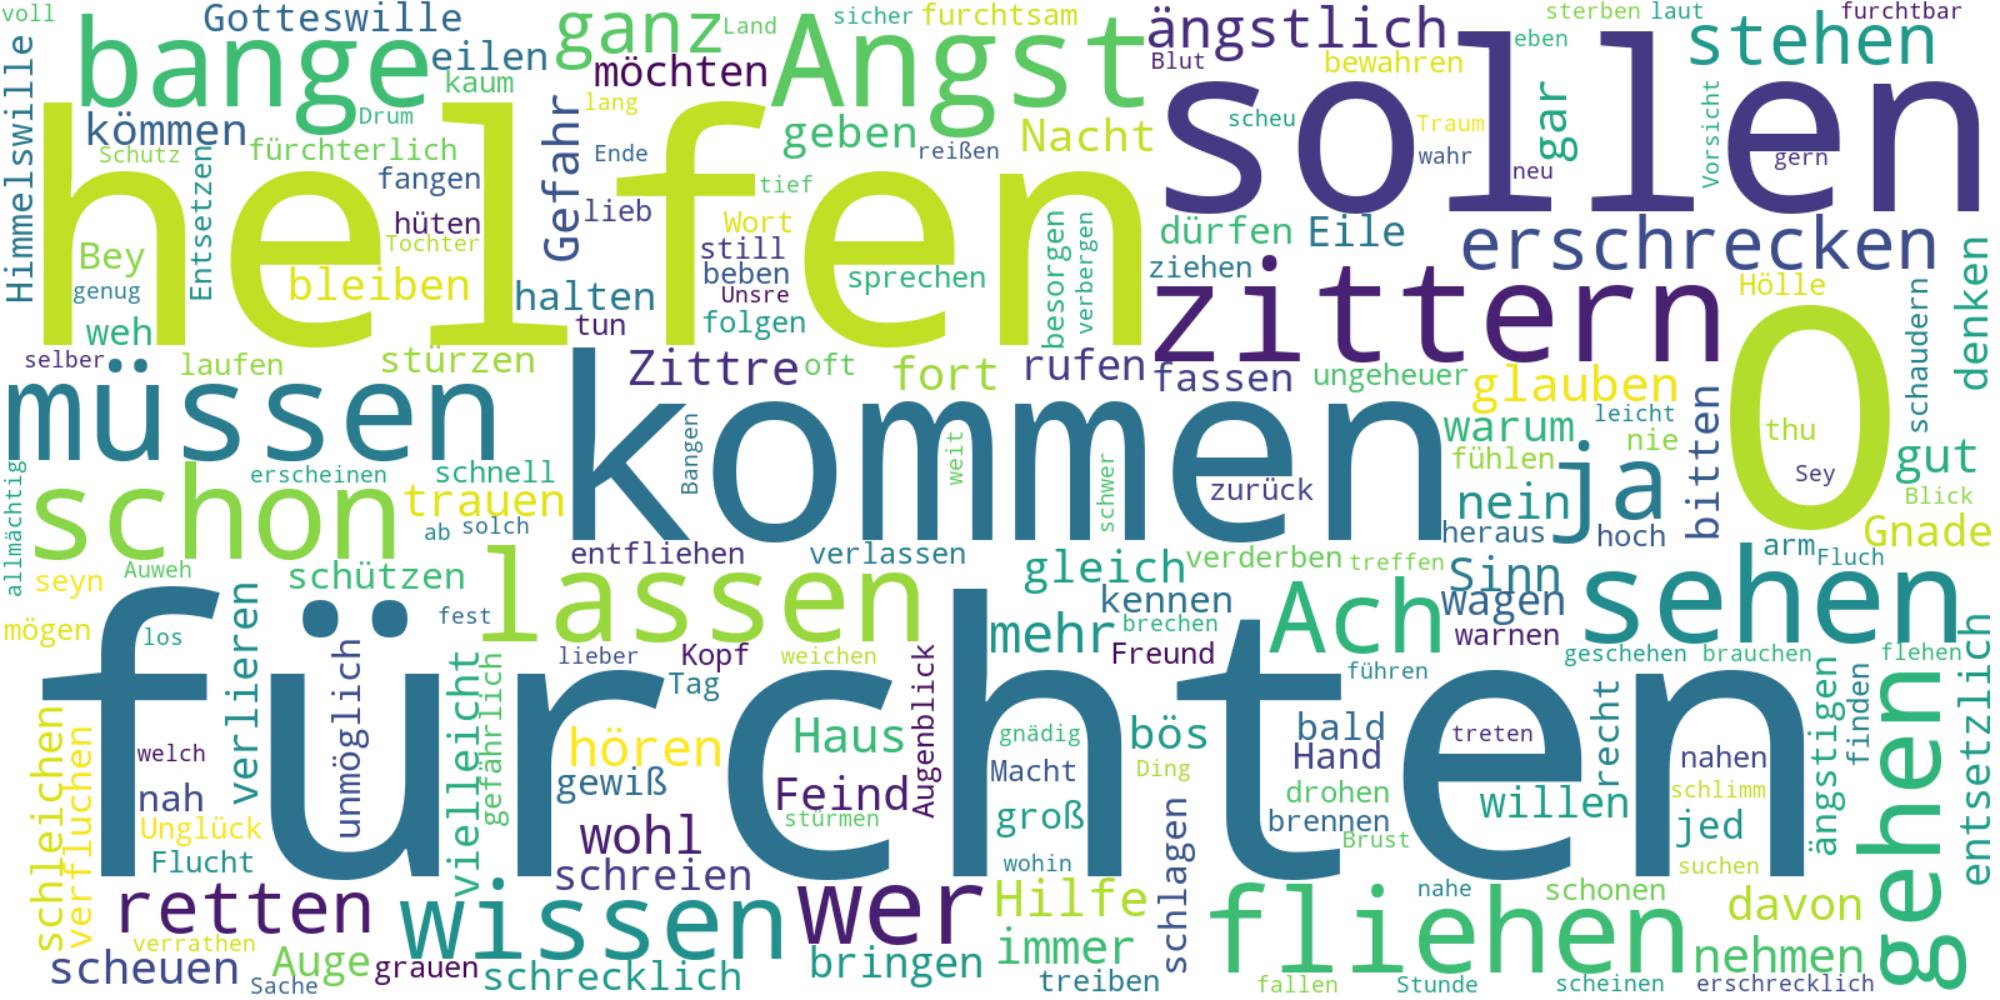 voll Gotteswille ganz Land sicher furchtsam ängstlich sterben laut furchtbar
bange eilen möchten Angst Blut bewahren eben stehen
Himmelswille kaum lang sollen
kömmen Drum Gefahr geben reißen Nacht scheu Traum gar Vorsicht gern
helfen
Schutz fürchterlich Ende wahr neu
Entsetzen fangen tief
hüten lieb Wort dürfen Eile erschrecken
Bey Tochter still besorgen verbergen
genug bleiben beben sprechen ziehen denken
weh halten Unsre zittern Hölle schaudern
tun folgen O
selber laufen stürzen Zittre oft fort rufen fassen ungeheuer glauben
müssen kommen Bangen weit warum leicht nie bitten thu
allmächtig erscheinen schnell schwer fühlen ja Sey gut
schon trauen zurück nein Blick
ab solch heraus hoch Gnade
Auweh entfliehen verlassen gleich verderben treffen Sinn arm Fluch
seyn schützen lassen kennen Ach wagen sehen
mögen los verlieren fest mehr brechen warnen
fürchten
unmöglich vielleicht gefährlich lieber Kopf weichen Augenblick Freund führen geschehen brauchen flehen
Tag recht ängstigen finden entsetzlich
schleichen verfluchen welch hören Haus gnädig bös bald treten gehen
nah gewiß Feind Macht Ding Hand nahen
Unglück stürmen groß schlagen drohen willen schlimm
Flucht wohl brennen jed
schreien wohin Brust suchen
retten wissen wer Hilfe fliehen nahe schonen davon
verrathen immer nehmen
scheuen Auge grauen schrecklich bringen treiben
Sache fallen Stunde scheinen erschrecklich